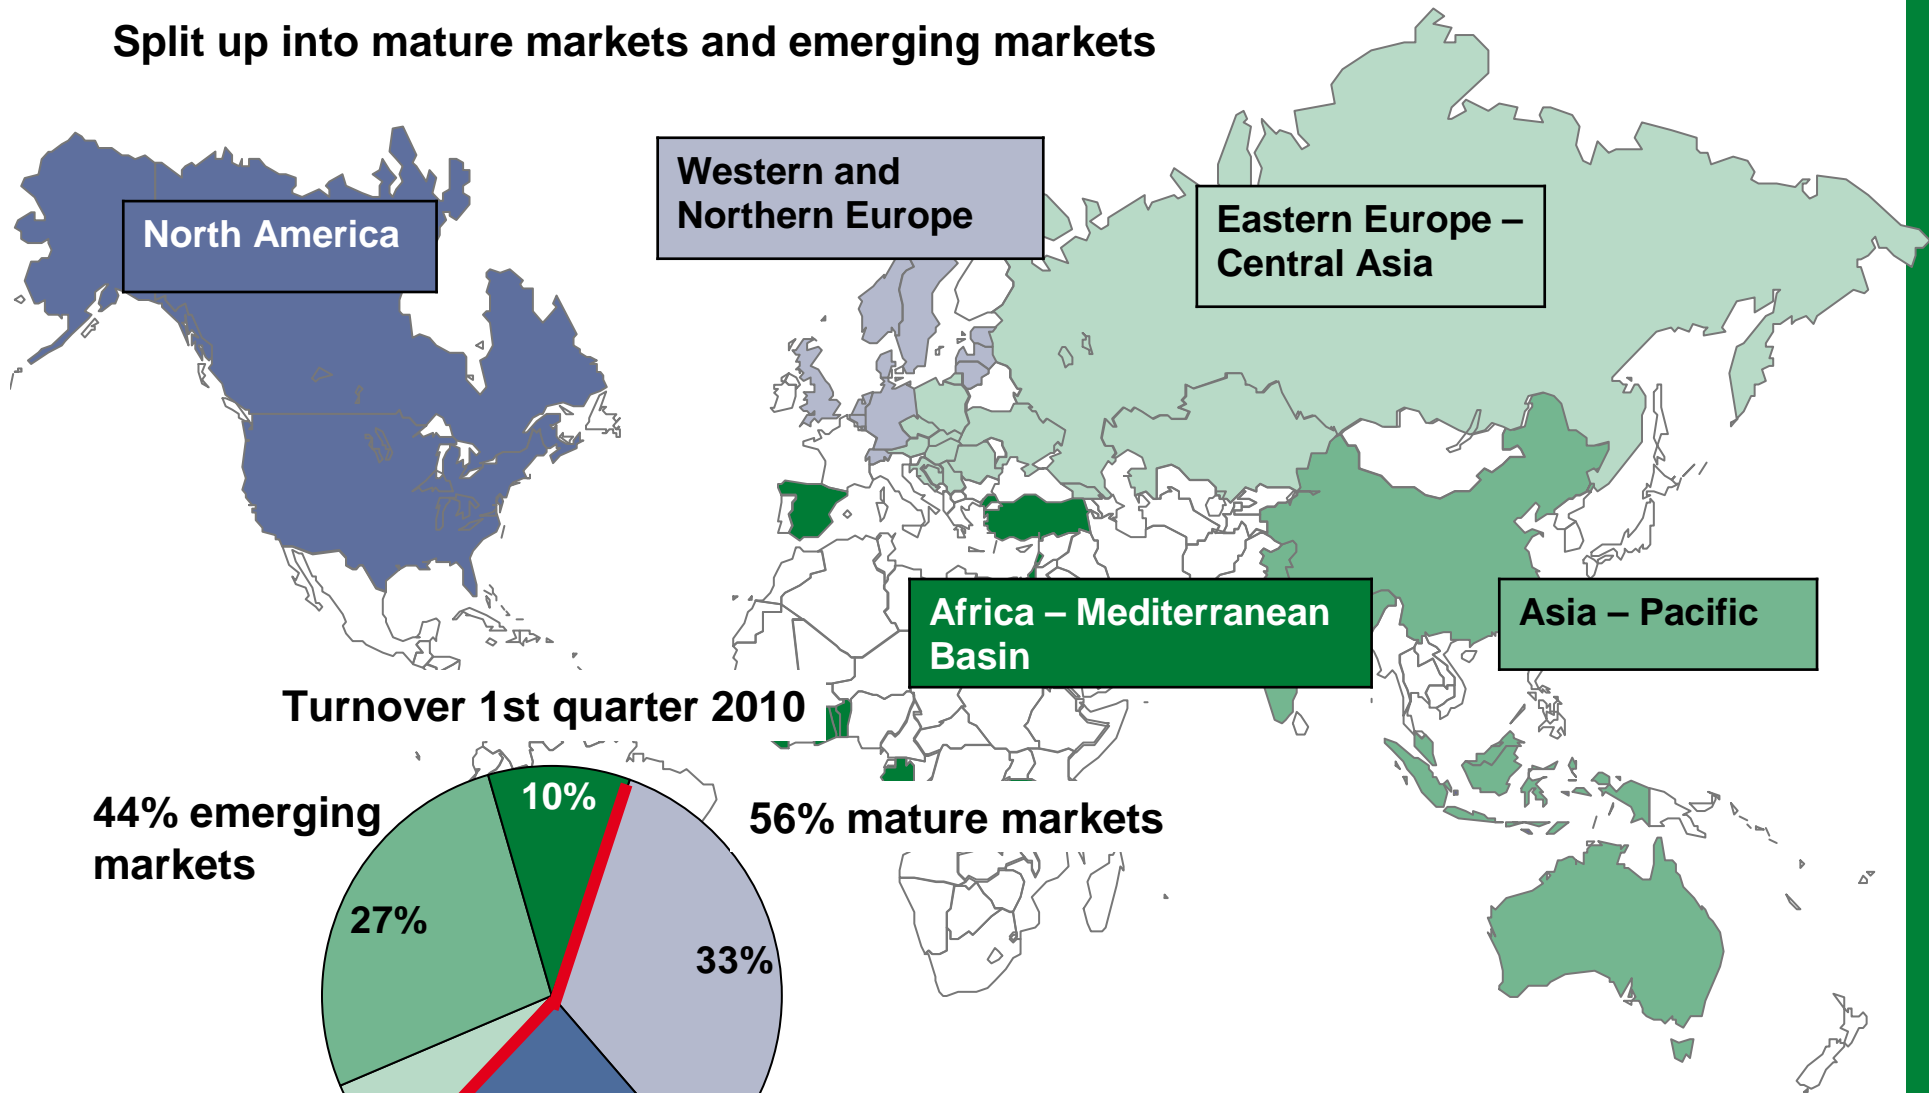 Split up into mature markets and emerging markets
North America
Western and
Northern Europe
Eastern Europe –
Central Asia
Africa – Mediterranean
Basin
Asia – Pacific
Turnover 1st quarter 2010
44% emerging
markets
56% mature markets
10%
27%
33%